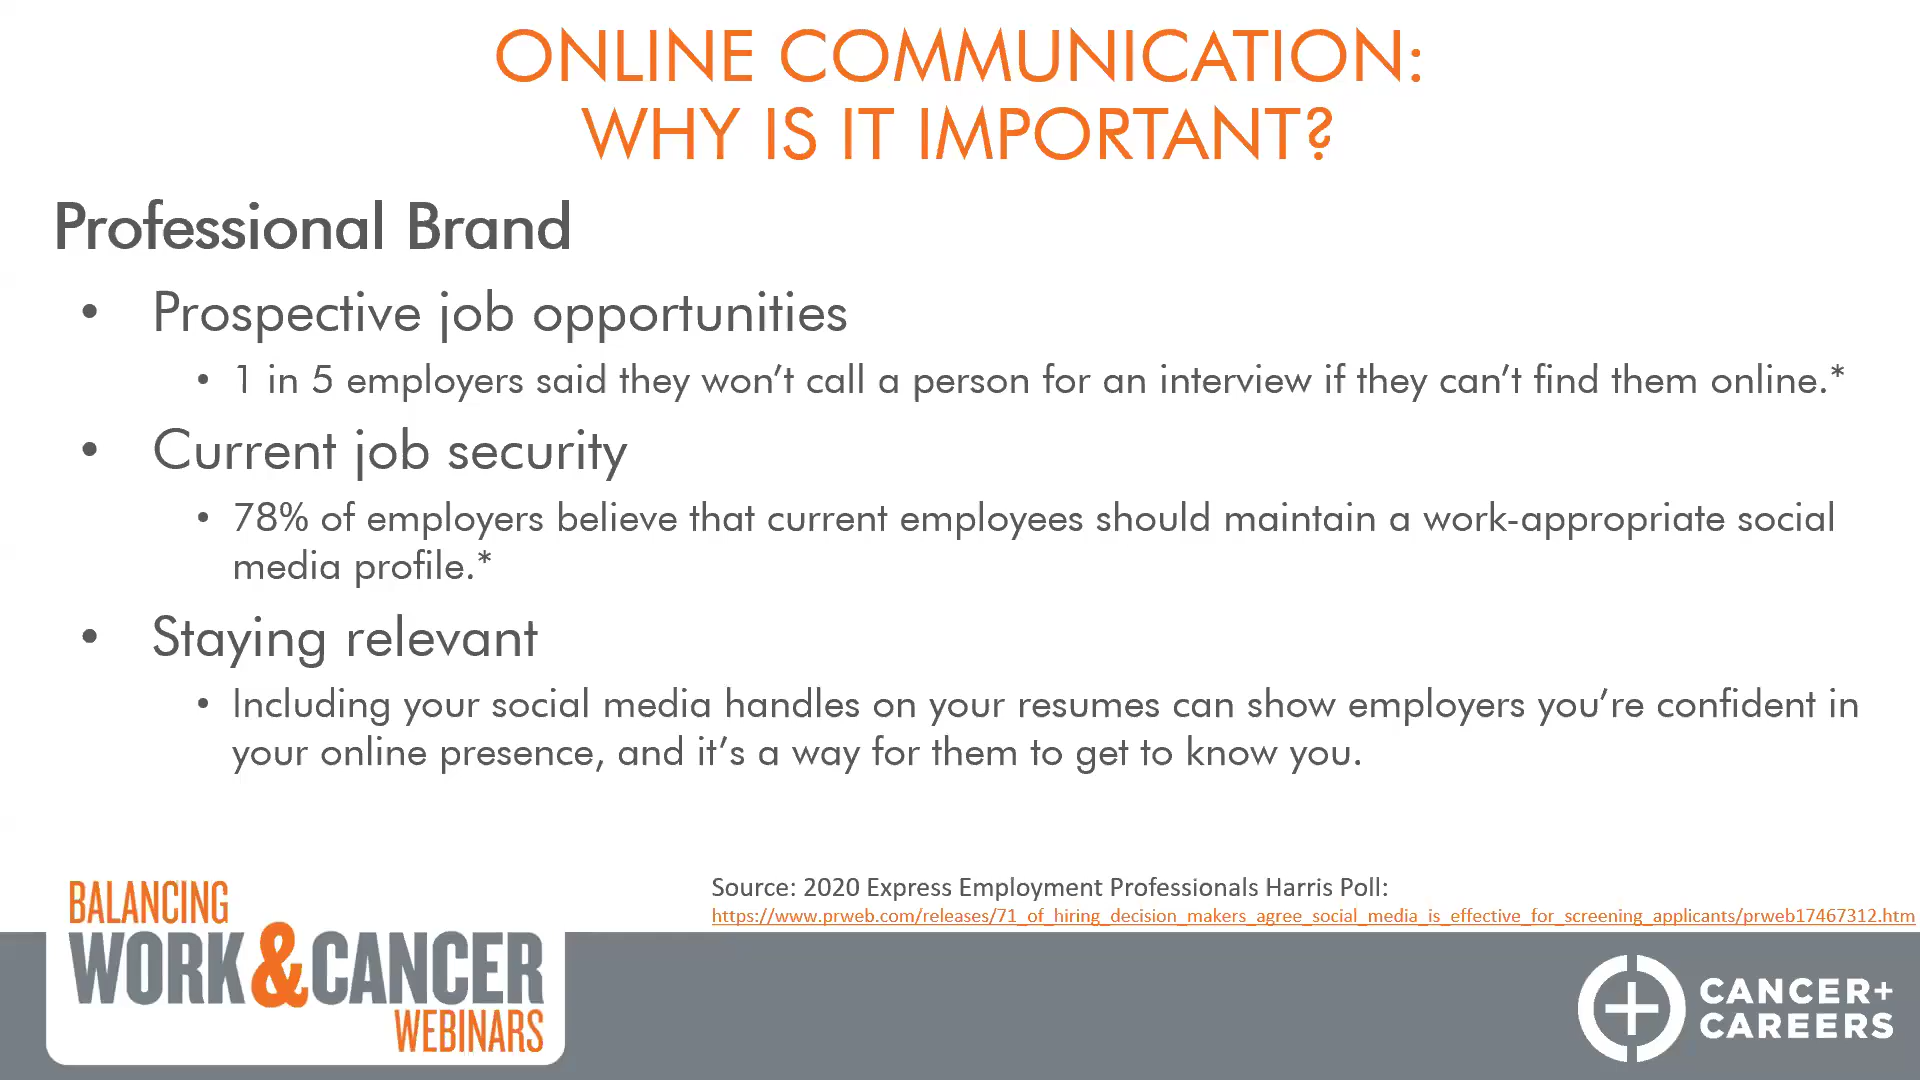 ONLINE COMMUNICATION:
WHY IS IT IMPORTANT?
Professional Brand
• Prospective job opportunities
• 1 in 5 employers said they won’t call a person for an interview if they can’t find them online.*
• Current job security
• 78% of employers believe that current employees should maintain a work-appropriate social
media profile.*
• Staying relevant
• Including your social media handles on your resumes can show employers you’re confident in
your online presence, and it’s a way for them to get to know you.
Source: 2020 Express Employment Professionals Harris Poll:
https://www.prweb.com/releases/71_of_hiring_decision_makers_agree_social_media_is_effective_for_screening_applicants/prweb17467312.htm
BALANCING
WORK&CANCER
WEBINARS
CANCER+
CAREERS